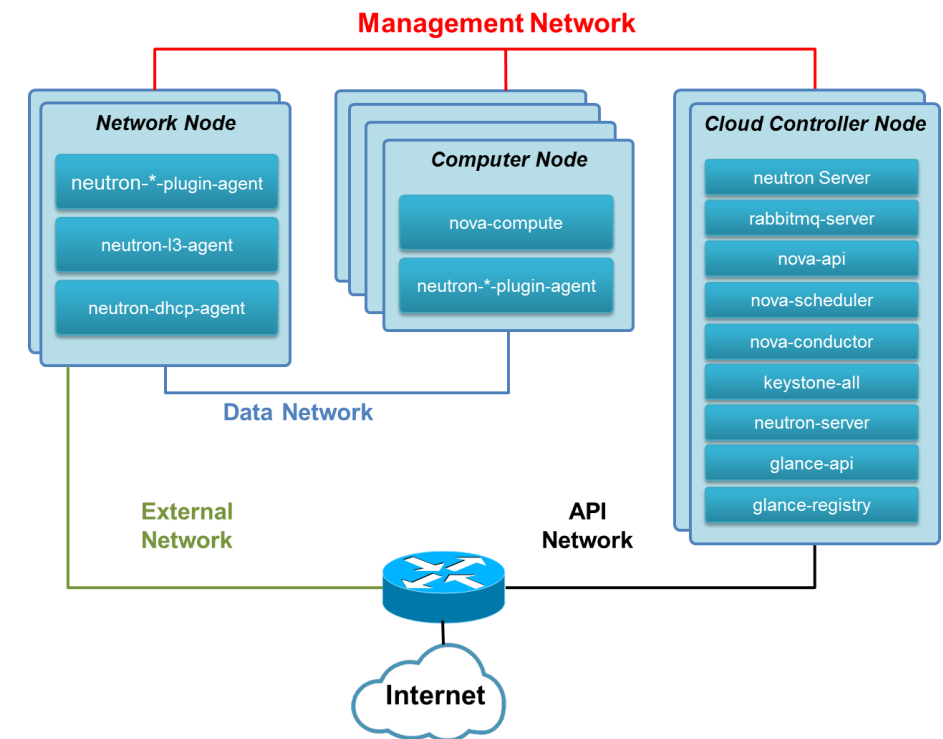 Management Network
Network Node
neutron-*-plugin-agent
neutron-l3-agent
neutron-dhcp-agent
Computer Node
nova-compute
neutron-*-plugin-agent
Cloud Controller Node
neutron Server
rabbitmq-server
nova-api
nova-scheduler
nova-conductor
keystone-all
neutron-server
glance-api
glance-registry
Data Network
External
Network
API
Network
Internet